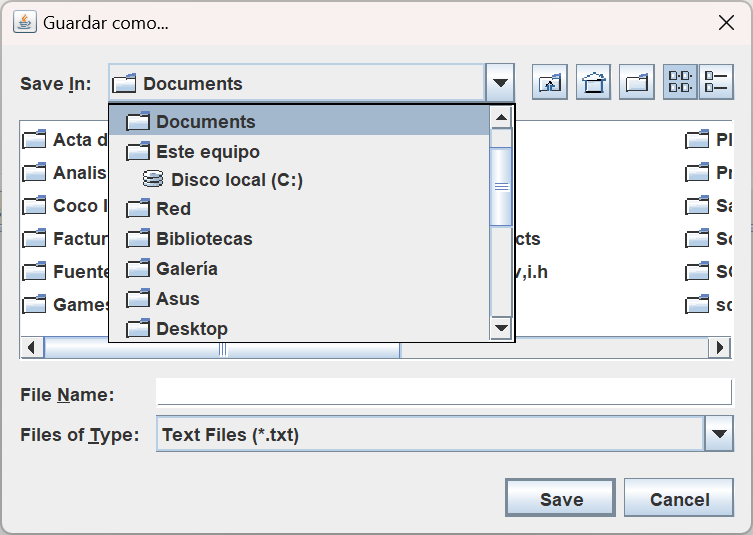 Guardar como...
Save In:
Documents
Documents
Este equipo
Disco local (C:)
Red
Bibliotecas
Galería
Asus
Desktop
Acta d
Analis
Coco
Factur
Fuente
Games
cts
,i.h
Pl
Pr
Sa
Sc
sc
File Name:
Files of Type:
Text Files (*.txt)
Save
Cancel